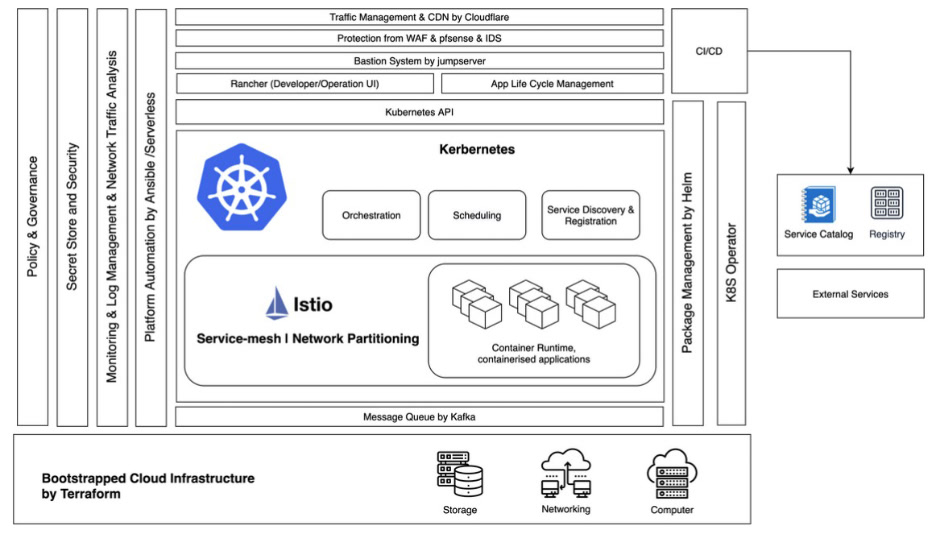 Policy & Governance
Secret Store and Security
Monitoring & Log Management & Network Traffic Analysis
Platform Automation by Ansible /Serverless
Traffic Management & CDN by Cloudflare
Protection from WAF & pfsense & IDS
Bastion System by jumpserver
Rancher (Developer/Operation UI)
App Life Cycle Management
Kubernetes API
Kerbernetes
Orchestration
Scheduling
Service Discovery &
Registration
Istio
Service-mesh | Network Partitioning
Container Runtime,
containerised applications
Message Queue by Kafka
CI/CD
Package Management by Helm
K8S Operator
Service Catalog
Registry
External Services
Bootstrapped Cloud Infrastructure
by Terraform
Storage
Networking
Computer